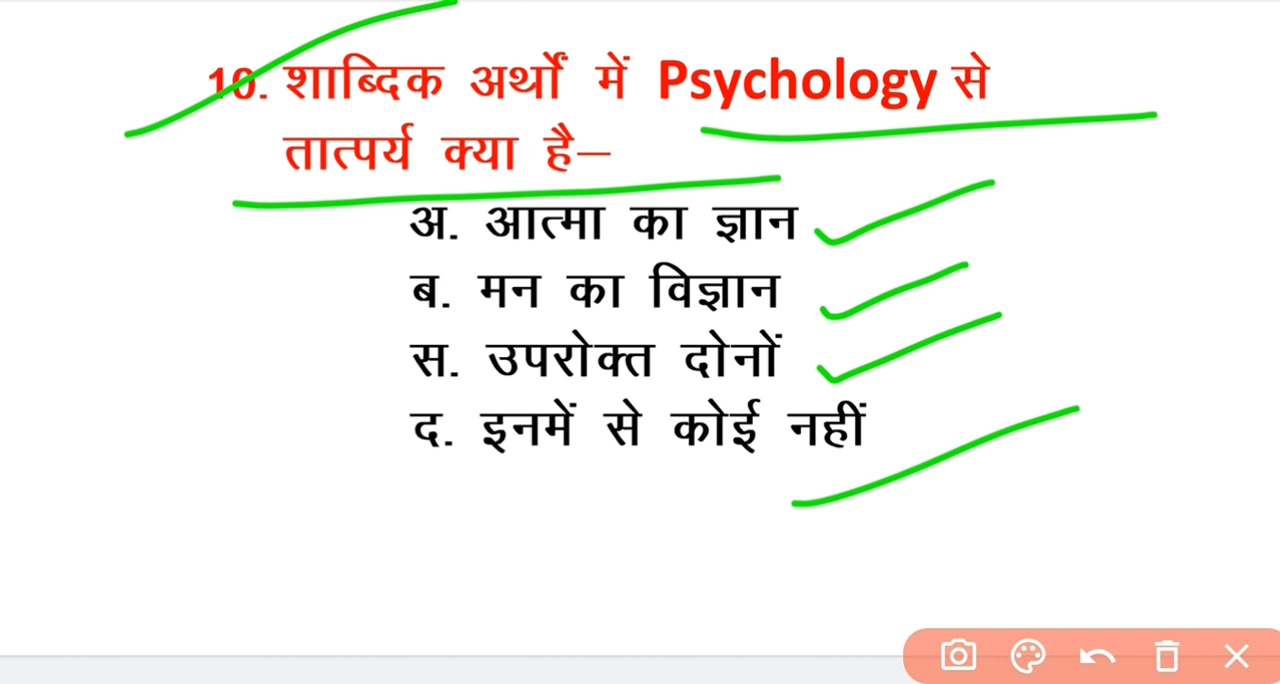 10. शाब्दिक अर्थों में Psychology से
तात्पर्य क्या है–
अ. आत्मा का ज्ञान
ब. मन का विज्ञान
स. उपरोक्त दोनों
द. इनमें से कोई नहीं